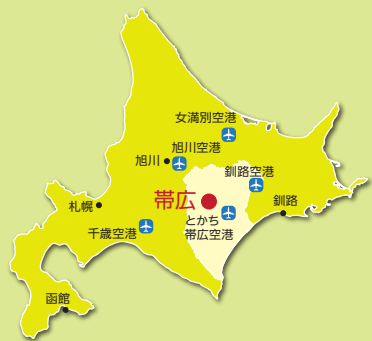 女満別空港
旭川空港
旭川
釧路空港
帯広
札幌
釧路
とかち
帯広空港
千歳空港
函館